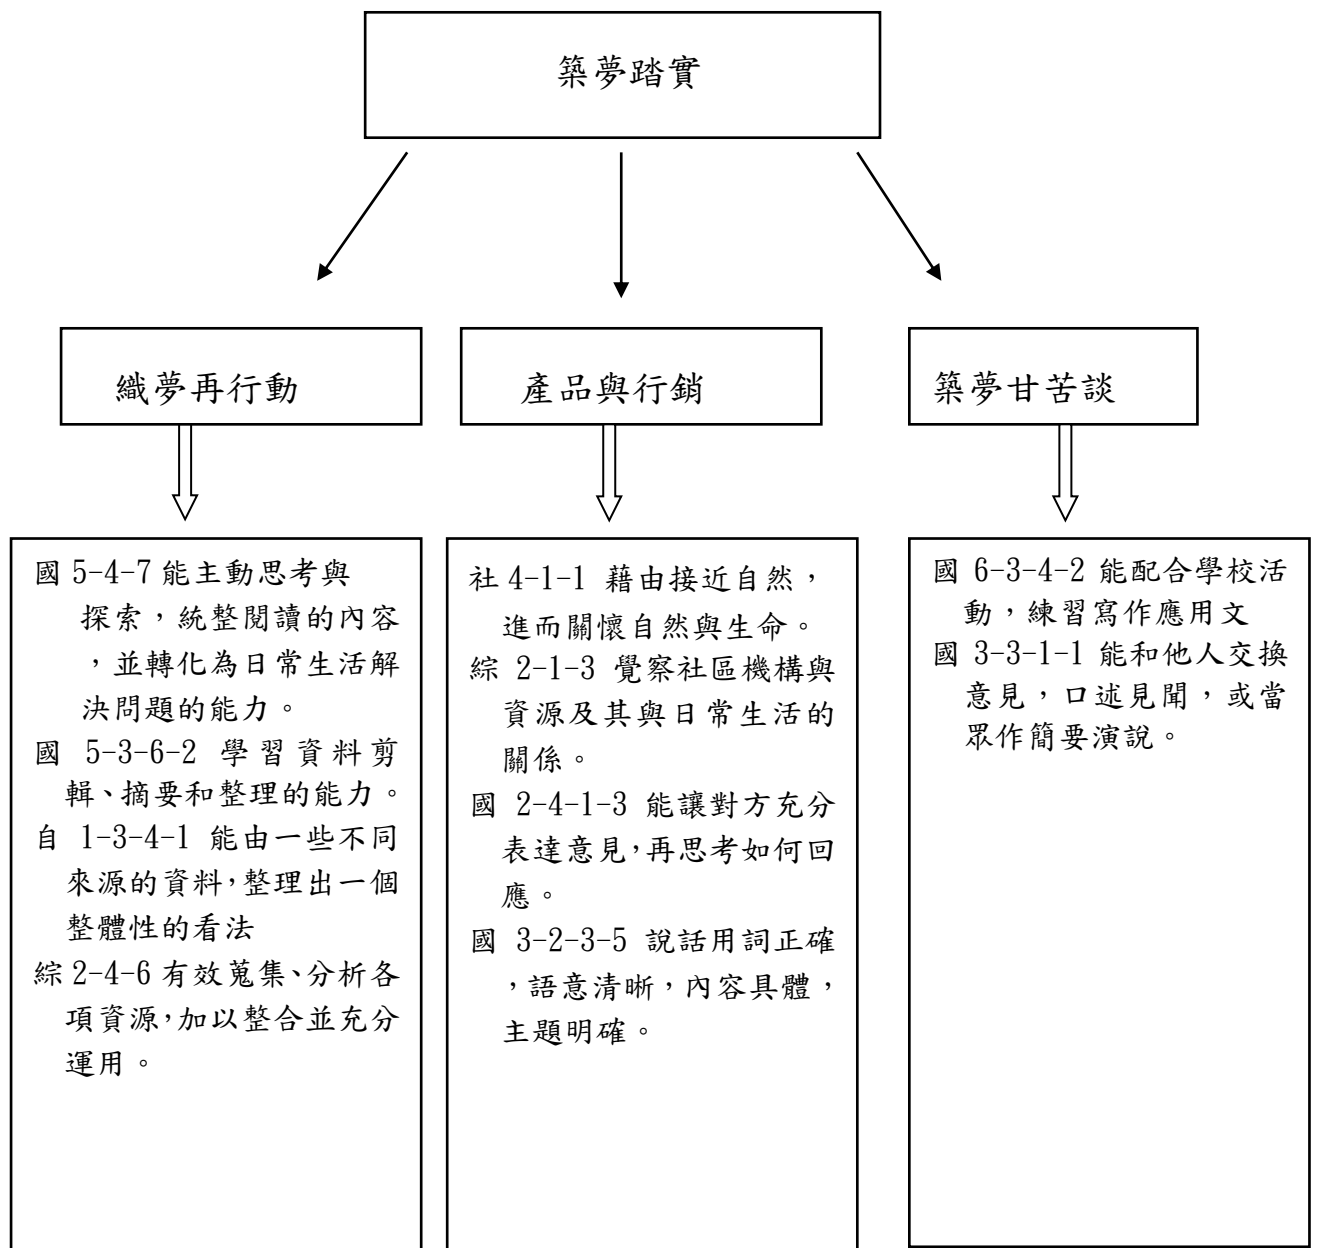 築夢踏實
織夢再行動
產品與行銷
築夢甘苦談
國 5-4-7 能主動思考與
探索，統整閱讀的內容
，並轉化為日常生活解
決問題的能力。
國 5-3-6-2 學習資料剪
輯、摘要和整理的能力。
自 1-3-4-1 能由一些不同
來源的資料，整理出一個
整體性的看法
綜 2-4-6 有效蒐集、分析各
項資源，加以整合並充分
運用。
社 4-1-1 藉由接近自然，
進而關懷自然與生命。
綜 2-1-3 覺察社區機構與
資源及其與日常生活的
關係。
國 2-4-1-3 能讓對方充分
表達意見，再思考如何回
應。
國 3-2-3-5 說話用詞正確
，語意清晰，內容具體，
主題明確。
國 6-3-4-2 能配合學校活
動，練習寫作應用文
國 3-3-1-1 能和他人交換
意見，口述見聞，或當
眾作簡要演說。